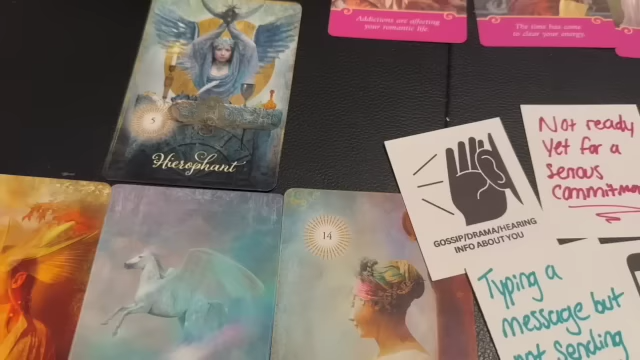 Addictions are affecting
your romantic life
The time has come
to clear your energy.
5
Hierophant
14
GOSSIP/DRAMA/HEARING
INFO ABOUT YOU
Not ready
yet for a
serious
Typing a
message but
sending